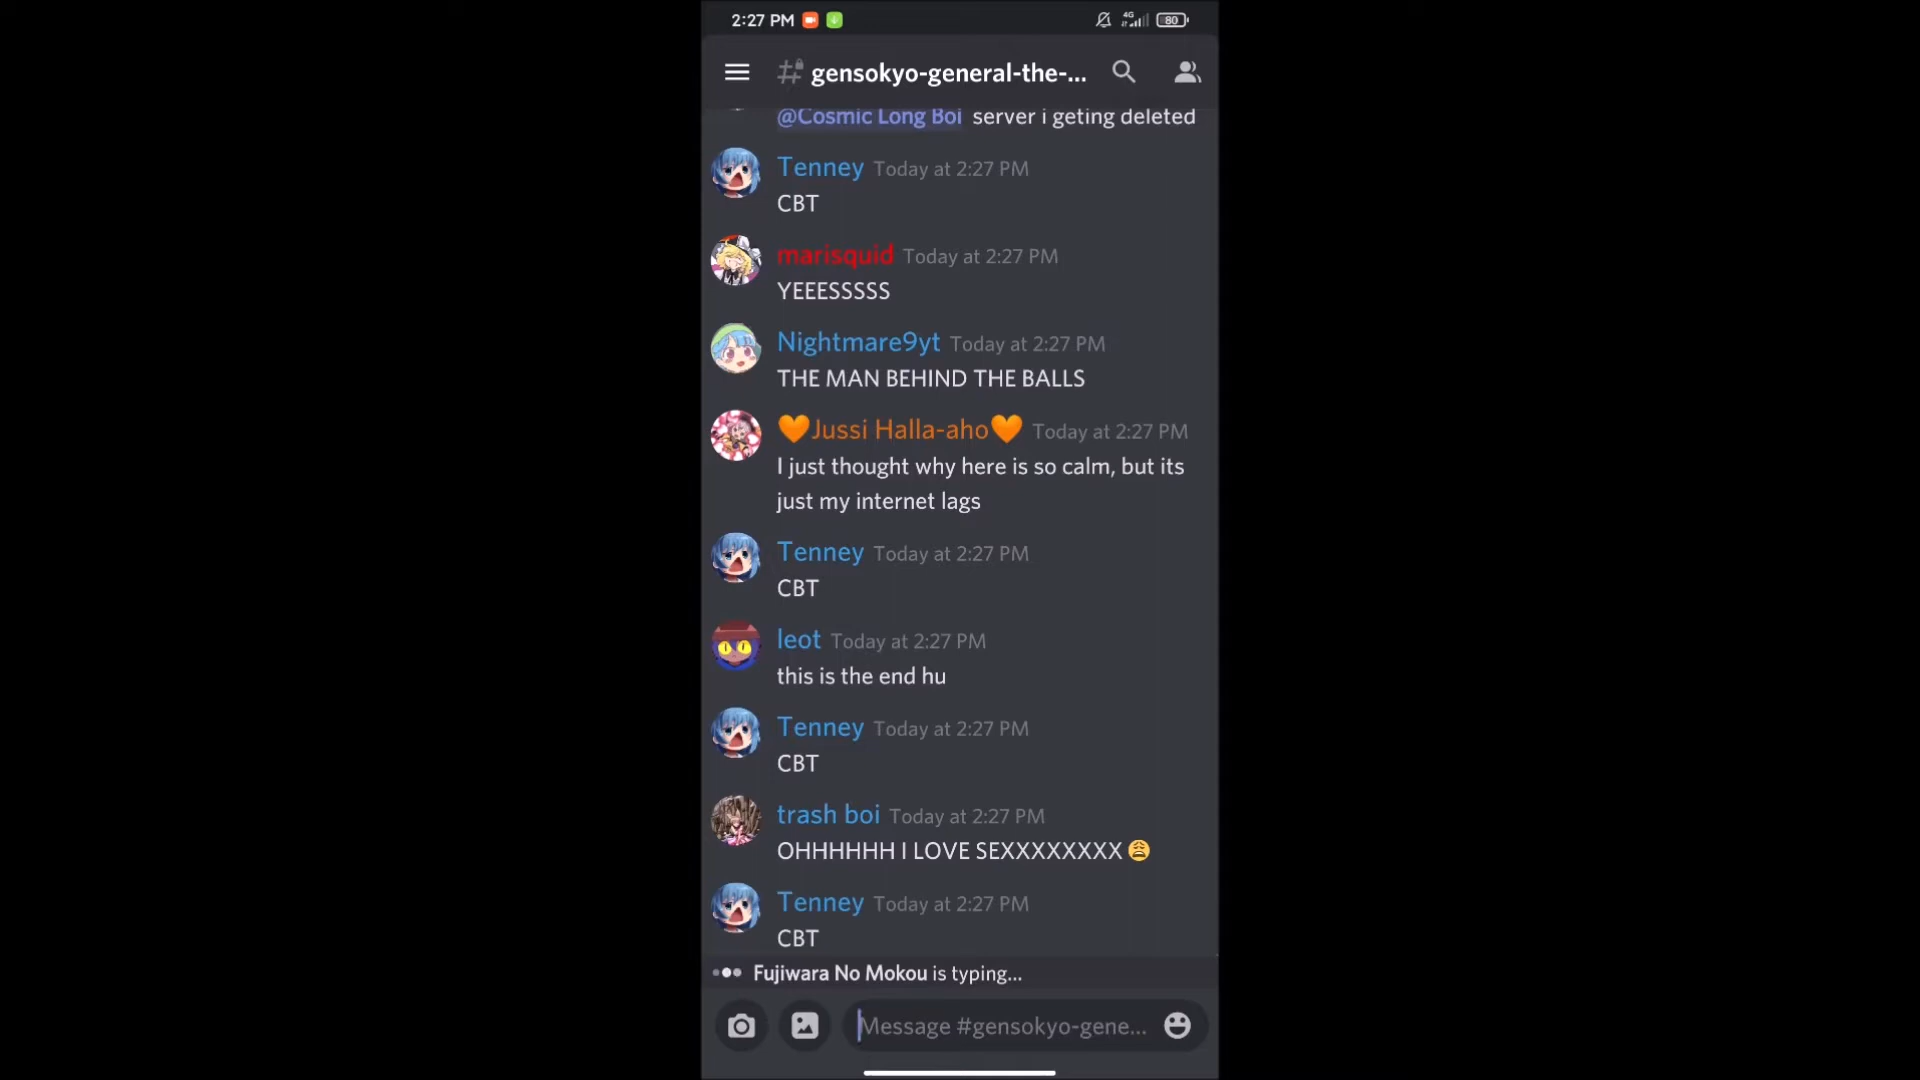 2:27 PM
4G
80
gensokyo-general-the-...
@Cosmic Long Boi server i geting deleted
Tenney Today at 2:27 PM
CBT
marisquid Today at 2:27 PM
YEEESSSSS
Nightmare9yt Today at 2:27 PM
THE MAN BEHIND THE BALLS
🧡Jussi Halla-aho🧡 Today at 2:27 PM
I just thought why here is so calm, but its
just my internet lags
Tenney Today at 2:27 PM
CBT
leot Today at 2:27 PM
this is the end hu
Tenney Today at 2:27 PM
CBT
trash boi Today at 2:27 PM
OHHHHHH I LOVE SEXXXXXXXX 😩
Tenney Today at 2:27 PM
CBT
Fujiwara No Mokou is typing...
Message #gensokyo-gene...